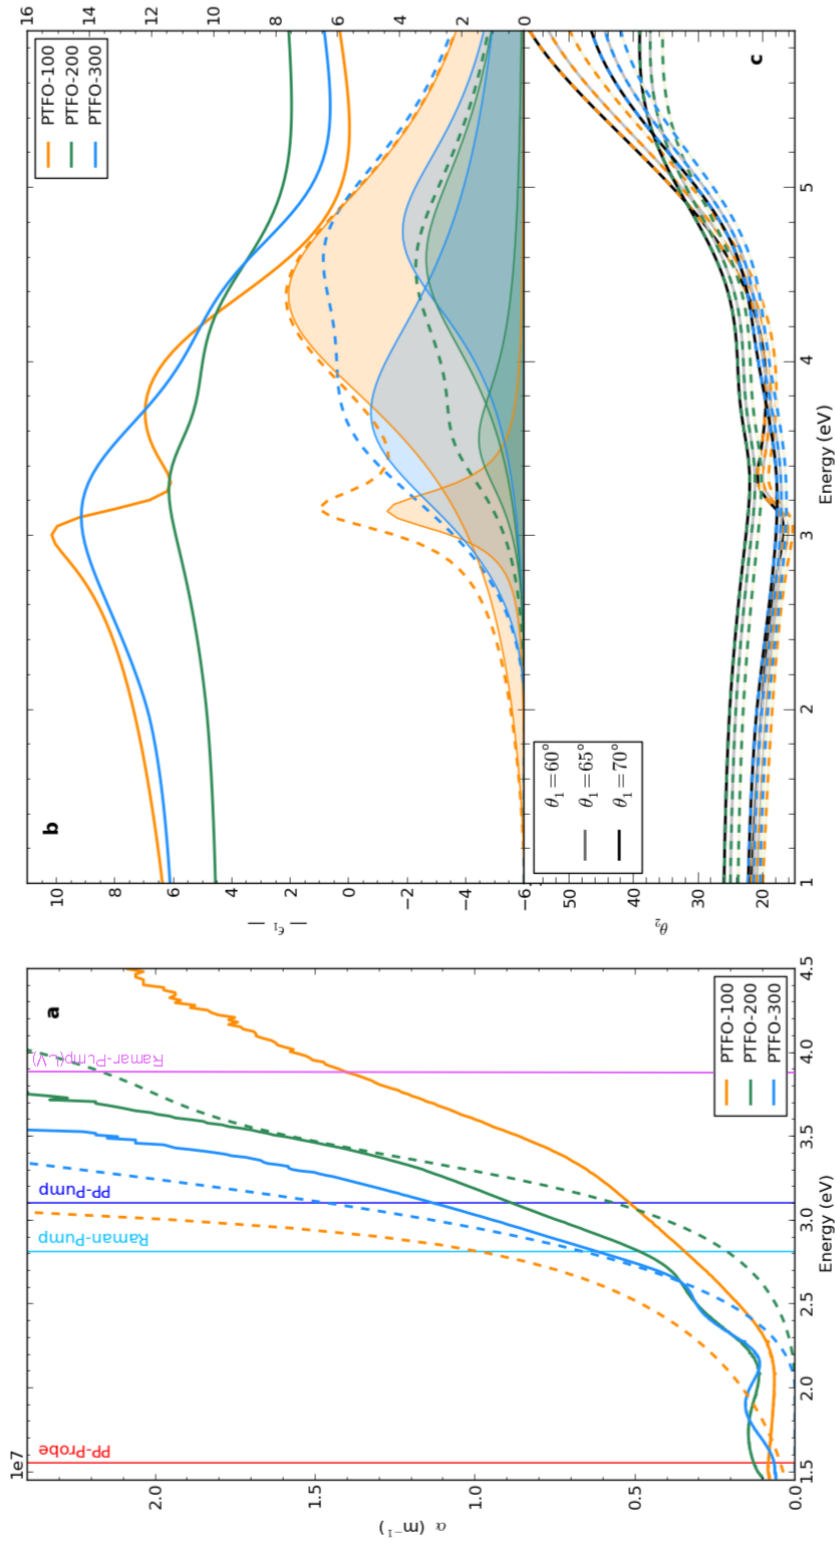 1e7
a
2.0
1.5
1.0
0.5
0.0
α (m⁻¹)
PP-Probe
Raman-Pump
PP-Pump
Raman-Pump(UV)
PTFO-100
PTFO-200
PTFO-300
1.5
2.0
2.5
3.0
3.5
4.0
4.5
Energy (eV)
b
10
8
6
4
2
0
−2
−4
−6
— ε₁ —
PTFO-100
PTFO-200
PTFO-300
16
14
12
10
8
6
4
2
0
c
θ₁=60°
θ₁=65°
θ₁=70°
50
40
30
20
θ₂
1
2
3
4
5
Energy (eV)